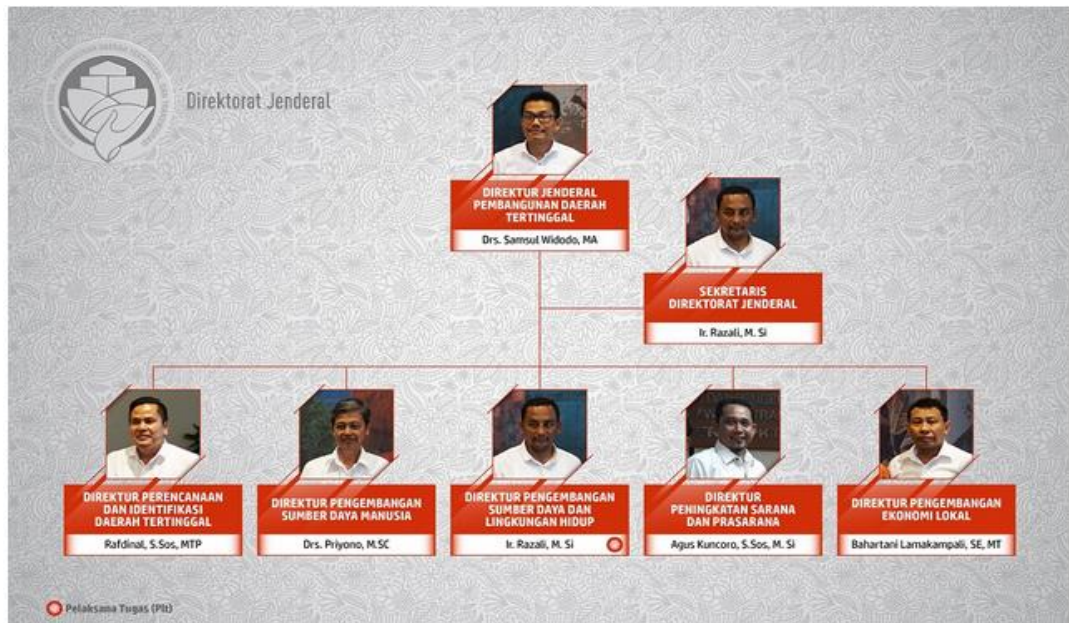 Direktorat Jenderal
DIREKTUR JENDERAL
PEMBANGUNAN DAERAH
TERTINGGAL
Drs. Samsul Widodo, MA
SEKRETARIS
DIREKTORAT JENDERAL
Ir. Razali, M. Si
DIREKTUR PERENCANAAN
DAN IDENTIFIKASI
DAERAH TERTINGGAL
Rafdinal, S.Sos, MTP
DIREKTUR PENGEMBANGAN
SUMBER DAYA MANUSIA
Drs. Priyono, M.SC
DIREKTUR PENGEMBANGAN
SUMBER DAYA DAN
LINGKUNGAN HIDUP
Ir. Razali, M. Si
DIREKTUR
PENINGKATAN SARANA
DAN PRASARANA
Agus Kuncoro, S.Sos, M. Si
DIREKTUR PENGEMBANGAN
EKONOMI LOKAL
Bahartani Lamakampali, SE, MT
Pelaksana Tugas (Plt)